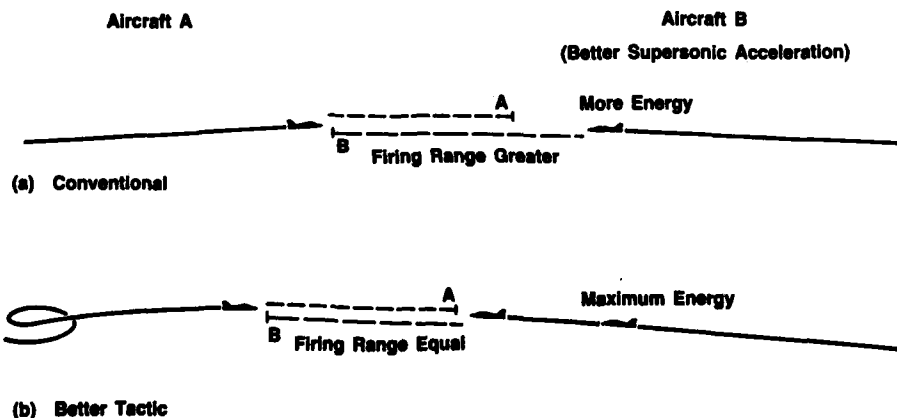 Aircraft A
Aircraft B
(Better Supersonic Acceleration)
A
More Energy
B
Firing Range Greater
(a) Conventional
A
Maximum Energy
B
Firing Range Equal
(b) Better Tactic